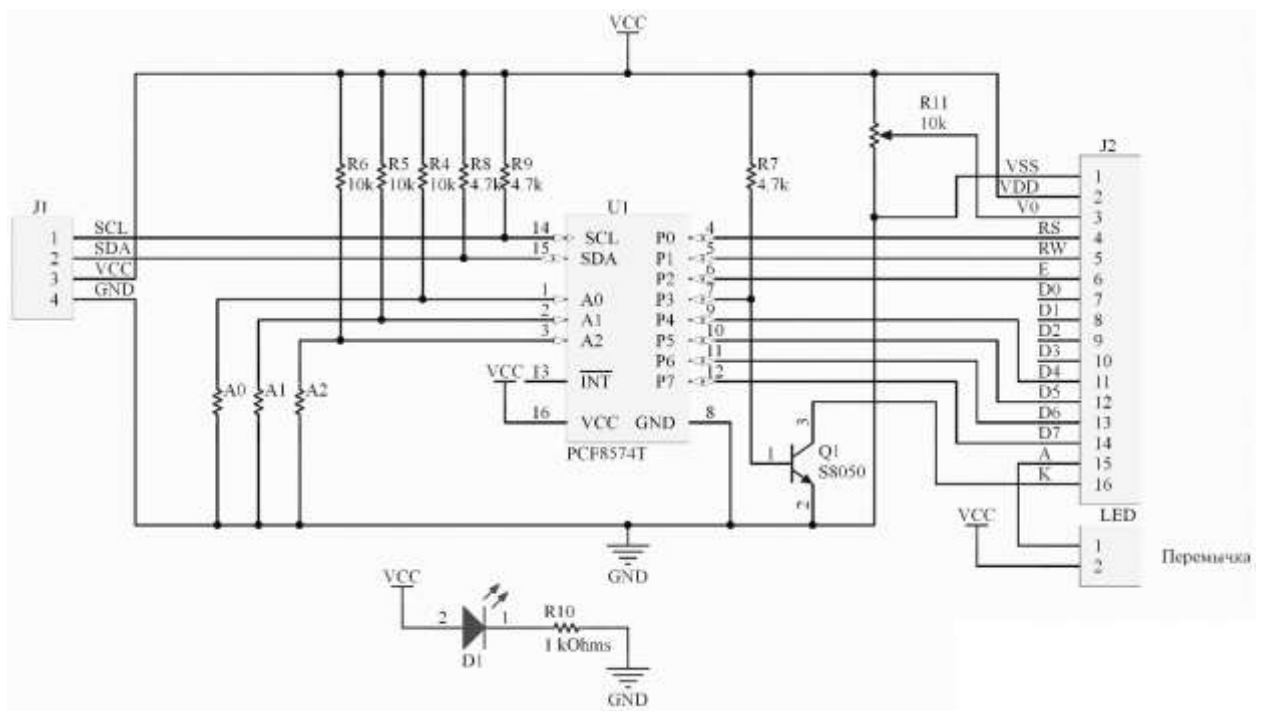 VCC
R11
10k
J2
R6
10k
R5
10k
R4
10k
R8
4.7k
R9
4.7k
R7
4.7k
VSS
1
VDD
2
V0
3
J1
U1
1
SCL
14
SCL
P0
4
RS
4
2
SDA
15
SDA
P1
5
RW
5
3
VCC
P2
6
E
6
4
GND
1
A0
P3
7
D0
7
2
A1
P4
9
D1
8
3
A2
P5
10
D2
9
P6
11
D3
10
VCC
13
INT
P7
12
D4
11
A0
A1
A2
D5
12
16
VCC
GND
8
3
D6
13
D7
14
PCF8574T
1
Q1
S8050
A
15
K
16
2
VCC
LED
1
2
Перемычка
GND
VCC
2
1
D1
R10
1 kOhms
GND